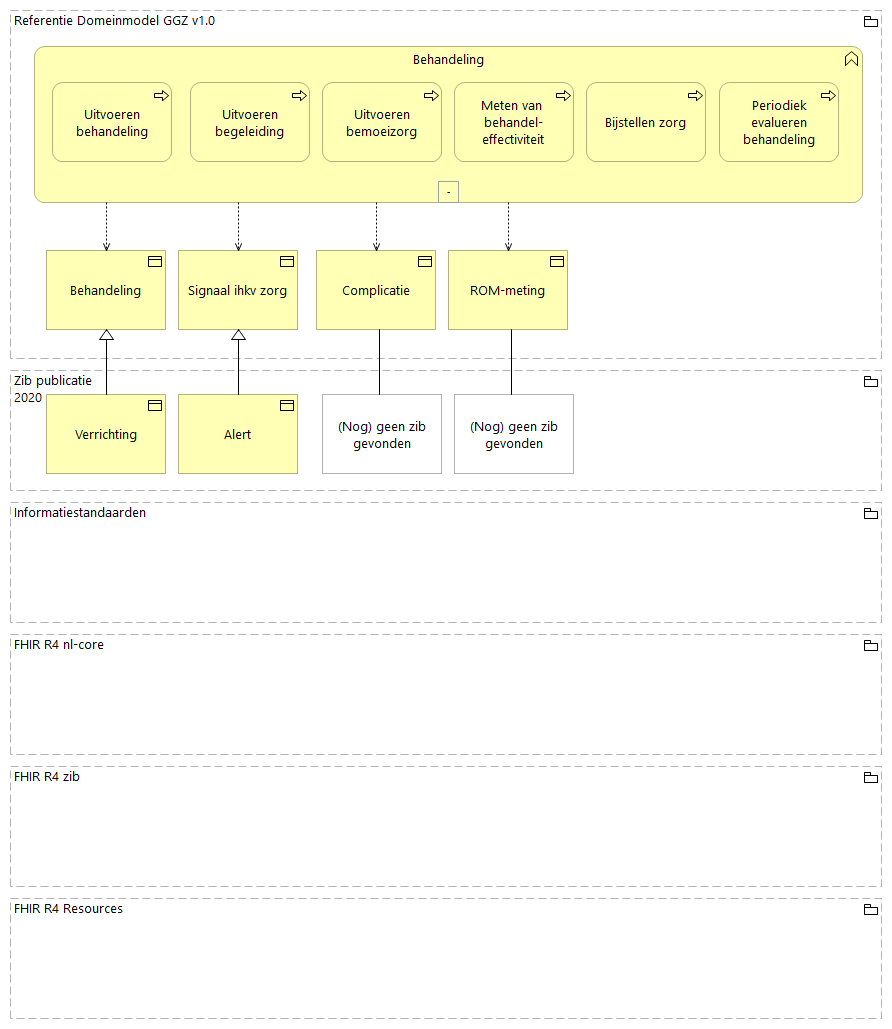 Referentie Domeinmodel GGZ v1.0
Behandeling
Uitvoeren
behandeling
Uitvoeren
begeleiding
Uitvoeren
bemoeizorg
Meten van
behandel-
effectiviteit
Bijstellen zorg
Periodiek
evalueren
behandeling
-
Behandeling
Signaal ihkv zorg
Complicatie
ROM-meting
Zib publicatie
2020
Verrichting
Alert
(Nog) geen zib
gevonden
(Nog) geen zib
gevonden
Informatiestandaarden
FHIR R4 nl-core
FHIR R4 zib
FHIR R4 Resources